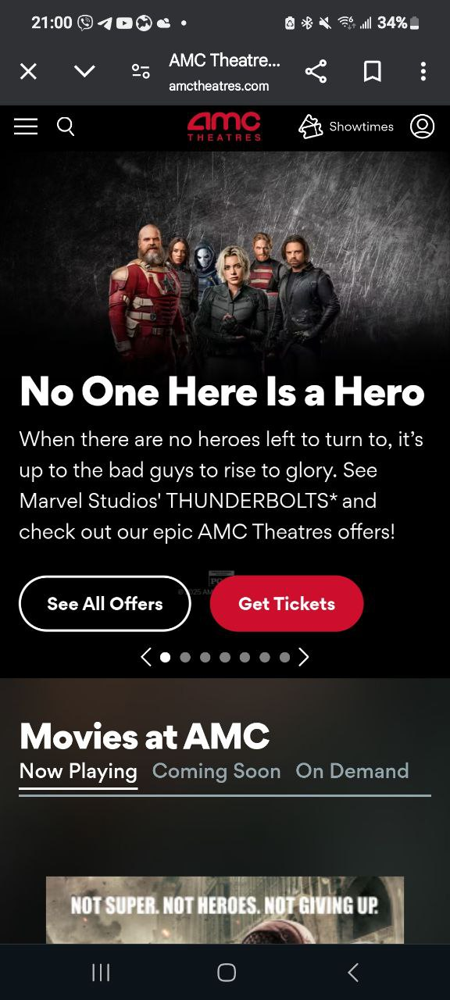 21:00
34%
AMC Theatre...
amctheatres.com
amc
THEATRES
Showtimes
No One Here Is a Hero
When there are no heroes left to turn to, it's
up to the bad guys to rise to glory. See
Marvel Studios' THUNDERBOLTS* and
check out our epic AMC Theatres offers!
See All Offers
Get Tickets
Movies at AMC
Now Playing
Coming Soon
On Demand
NOT SUPER. NOT HEROES. NOT GIVING UP.